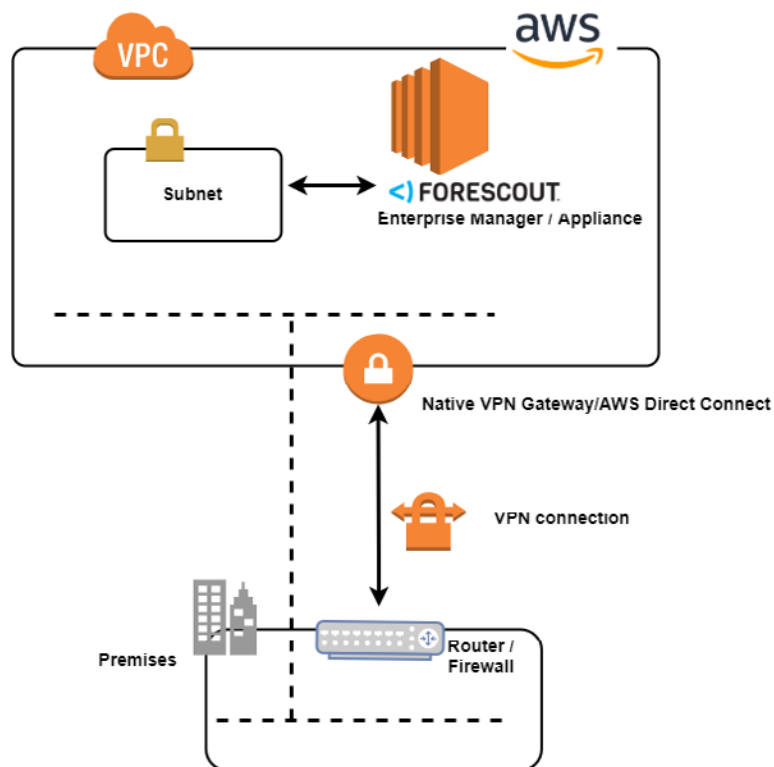 VPC
aws
Subnet
<) FORESCOUT.
Enterprise Manager / Appliance
Native VPN Gateway/AWS Direct Connect
VPN connection
Premises
Router /
Firewall